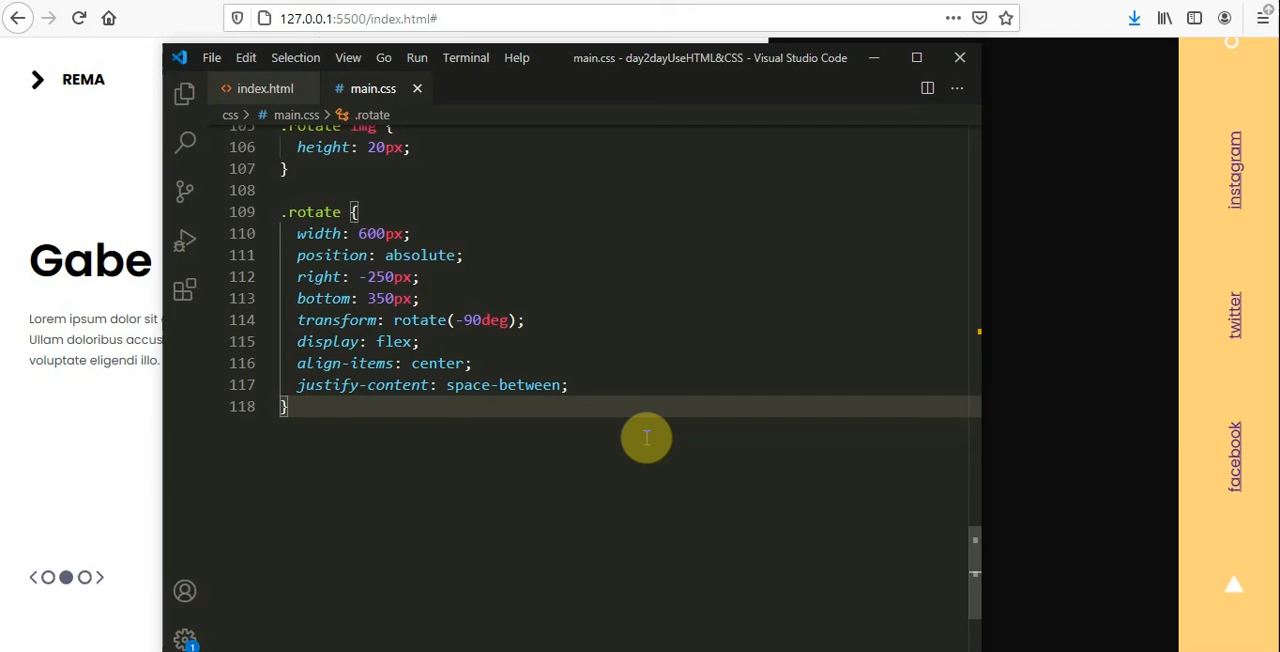 127.0.0.1:5500/index.html#
File Edit Selection View Go Run Terminal Help
main.css - day2dayUseHTML&CSS - Visual Studio Code
index.html
# main.css
css > # main.css > .rotate
105 .rotate img {
106 height: 20px;
107 }
108
109 .rotate {
110 width: 600px;
111 position: absolute;
112 right: -250px;
113 bottom: 350px;
114 transform: rotate(-90deg);
115 display: flex;
116 align-items: center;
117 justify-content: space-between;
118 }
1
REMA
Gabe
Lorem ipsum dolor sit
Ullam doloribus accus
voluptate eligendi illo.
instagram
twitter
facebook